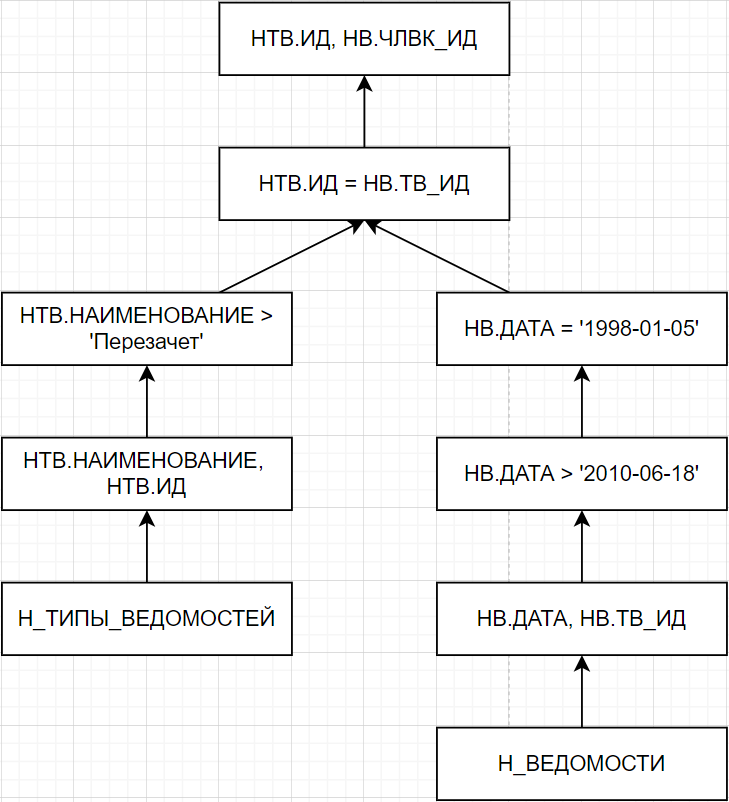 НТВ.ИД, НВ.ЧЛВК_ИД
НТВ.ИД = НВ.ТВ_ИД
НТВ.НАИМЕНОВАНИЕ >
'Перезачет'
НВ.ДАТА = '1998-01-05'
НТВ.НАИМЕНОВАНИЕ,
НТВ.ИД
НВ.ДАТА > '2010-06-18'
Н_ТИПЫ_ВЕДОМОСТЕЙ
НВ.ДАТА, НВ.ТВ_ИД
Н_ВЕДОМОСТИ